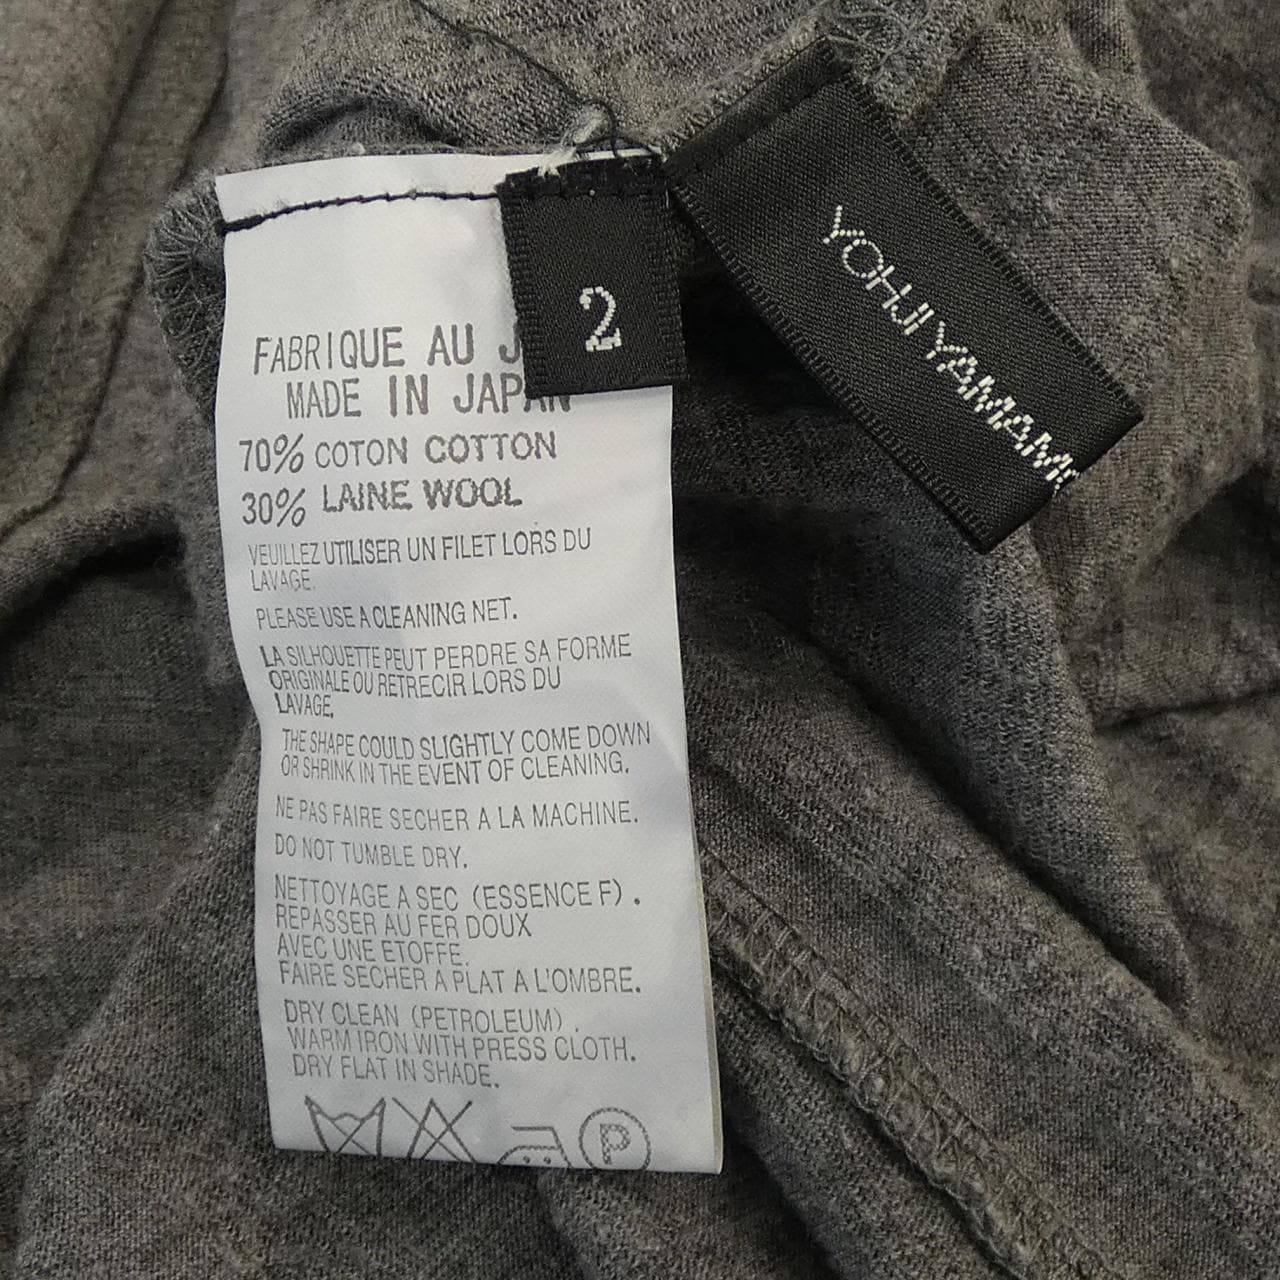 FABRIQUE AU J
MADE IN JAPAN
70% COTON COTTON
30% LAINE WOOL
VEUILLEZ UTILISER UN FILET LORS DU
LAVAGE.
PLEASE USE A CLEANING NET.
LA SILHOUETTE PEUT PERDRE SA FORME
ORIGINALE OU RETRECIR LORS DU
LAVAGE.
THE SHAPE COULD SLIGHTLY COME DOWN
OR SHRINK IN THE EVENT OF CLEANING.
NE PAS FAIRE SECHER A LA MACHINE.
DO NOT TUMBLE DRY.
NETTOYAGE A SEC (ESSENCE F).
REPASSER AU FER DOUX
AVEC UNE ETOFFE.
FAIRE SECHER A PLAT A L'OMBRE.
DRY CLEAN (PETROLEUM).
WARM IRON WITH PRESS CLOTH.
DRY FLAT IN SHADE.
P
2
YOHJI YAMAM